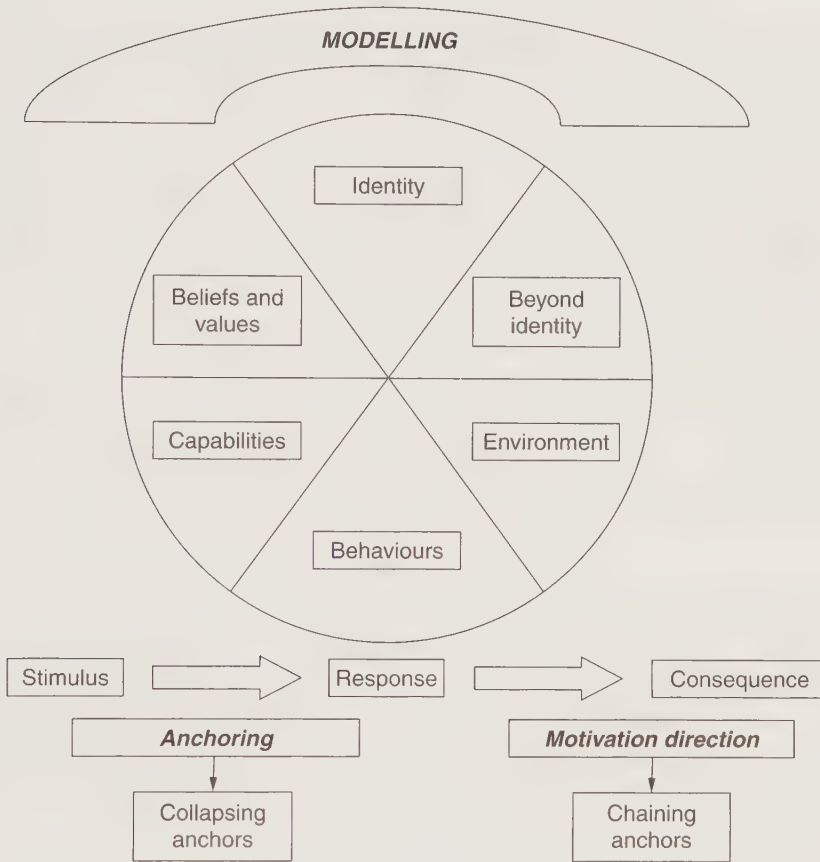 MODELLING
Identity
Beliefs and
values
Beyond
identity
Capabilities
Environment
Behaviours
Stimulus
Response
Consequence
Anchoring
Motivation direction
Collapsing
anchors
Chaining
anchors